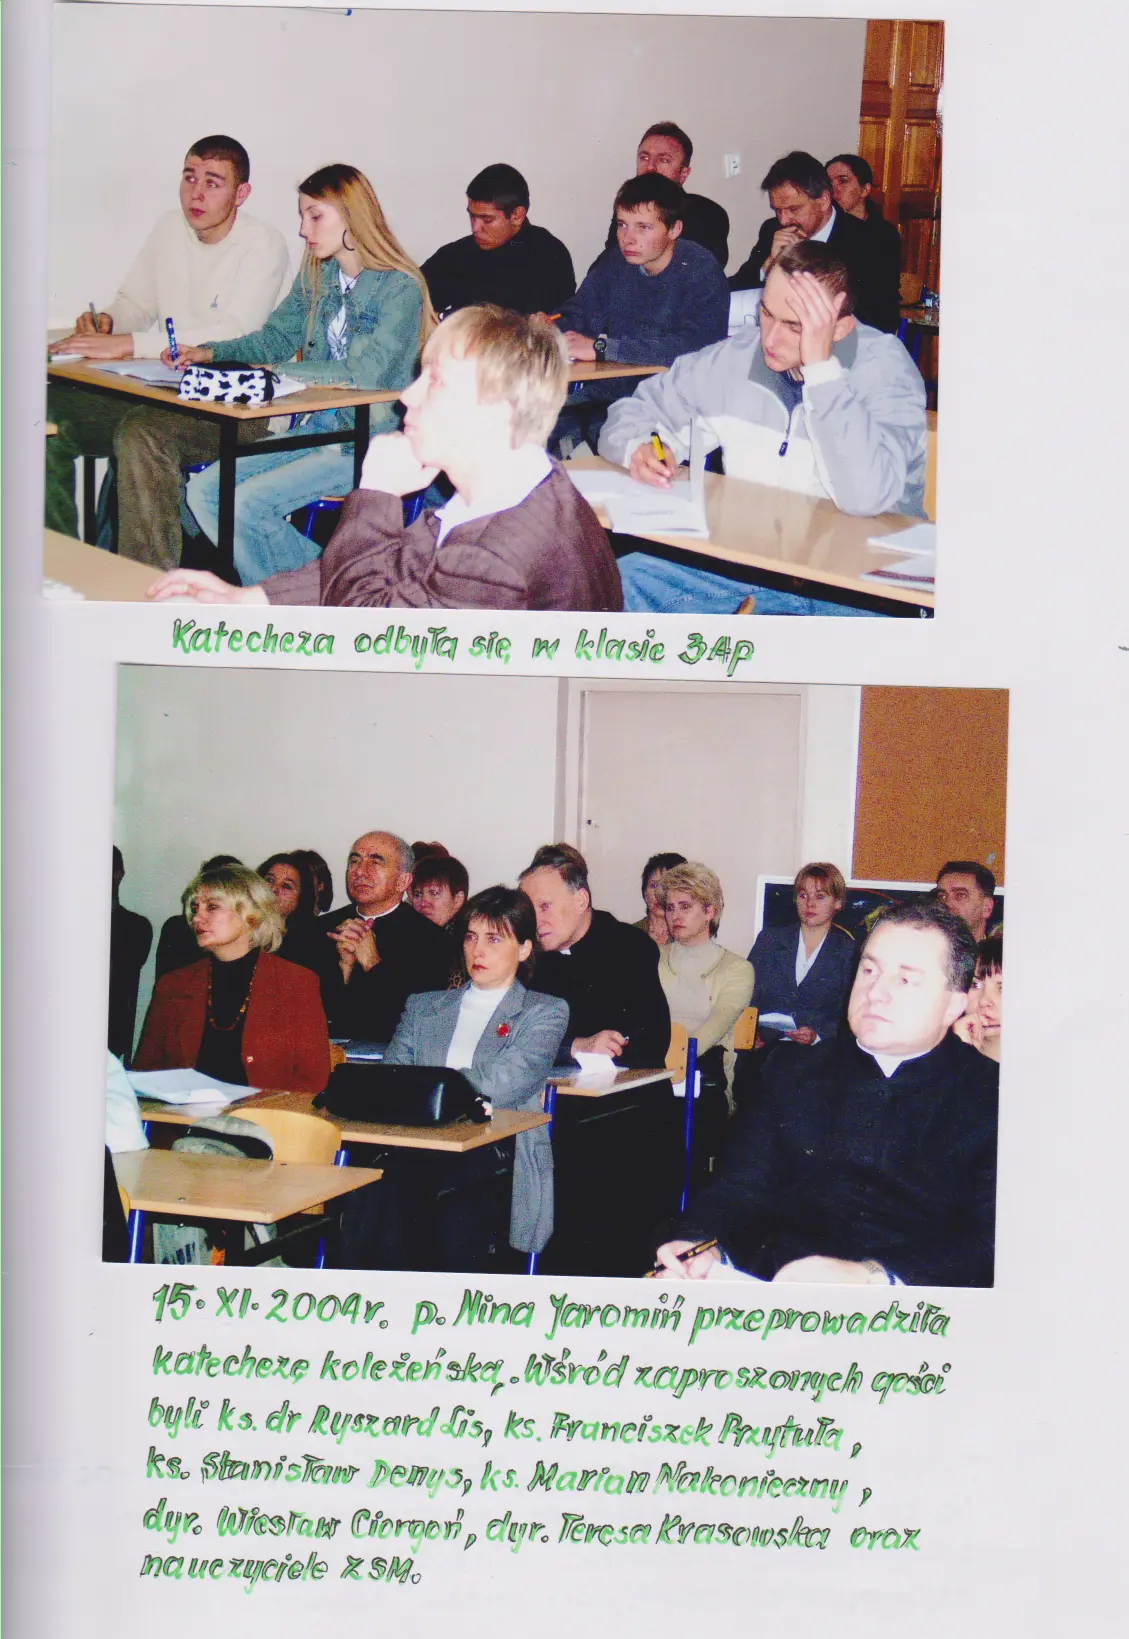 Katecheza odbyła się w klasie 3Ap
15. XI. 2004r. p. Nina Jaromiń przeprowadziła
katechezę koleżeńską. Wśród zaproszonych gości
byli ks. dr Ryszard Lis, ks. Franciszek Przytuła,
ks. Stanisław Denys, ks. Marian Nakonieczny,
dyr. Wiesław Ciorgoń, dyr. Teresa Krasowska oraz
nauczyciele ZSM.